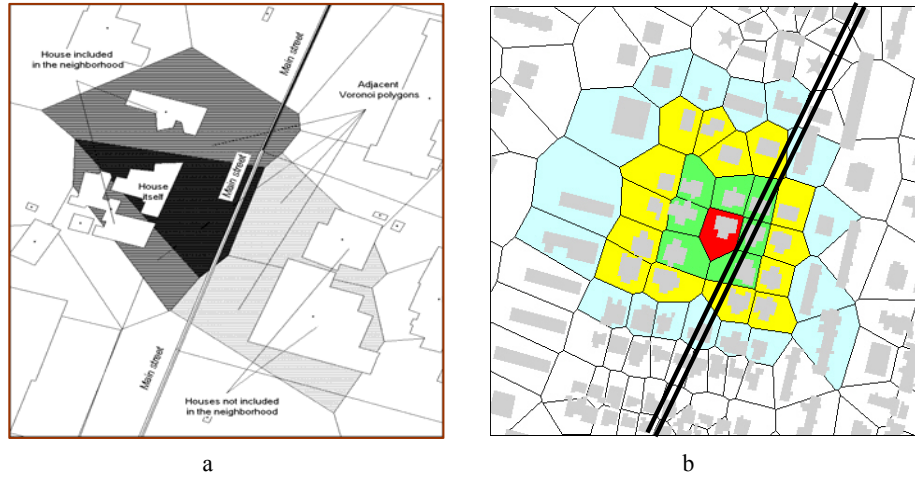 House included
in the neighborhood
Main street
Adjacent
Voronoi polygons
Main street
House
itself
Main street
Houses not included
in the neighborhood
a
b